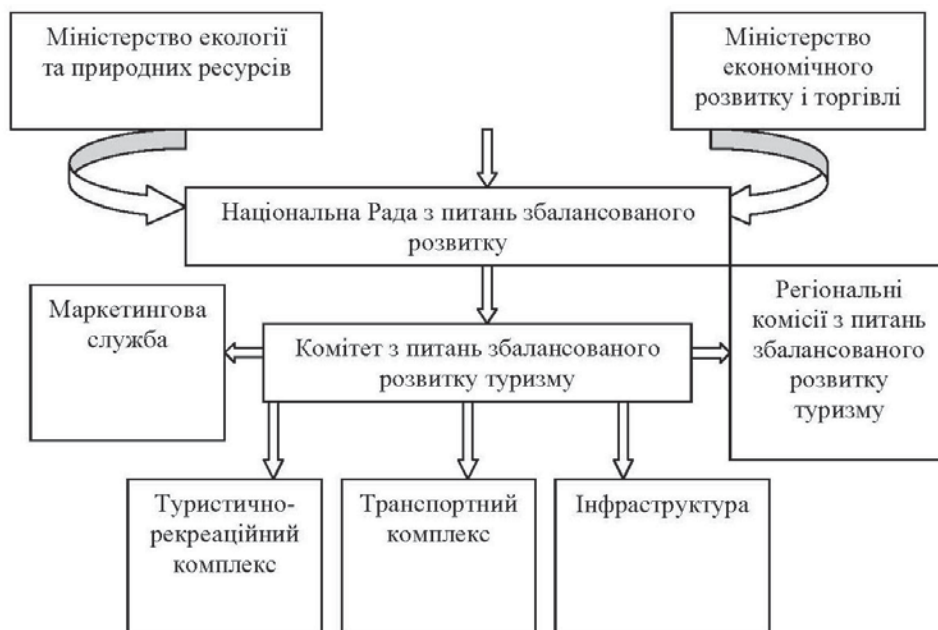 Міністерство екології
та природних ресурсів
Міністерство
економічного
розвитку і торгівлі
Національна Рада з питань збалансованого
розвитку
Маркетингова
служба
Комітет з питань збалансованого
розвитку туризму
Регіональні
комісії з питань
збалансованого
розвитку
туризму
Туристично-
рекреаційний
комплекс
Транспортний
комплекс
Інфраструктура